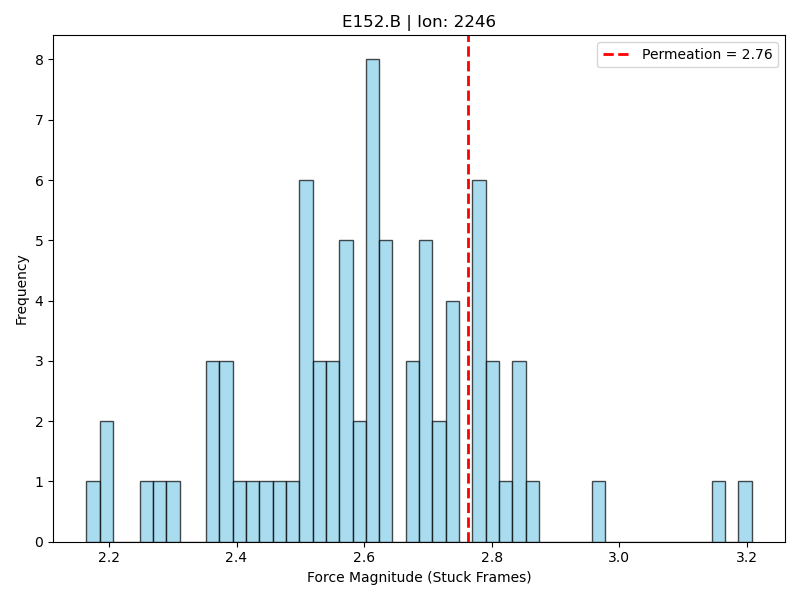 E152.B | Ion: 2246
Permeation = 2.76
8
7
6
5
4
3
2
1
0
Frequency
2.2 2.4 2.6 2.8 3.0 3.2
Force Magnitude (Stuck Frames)